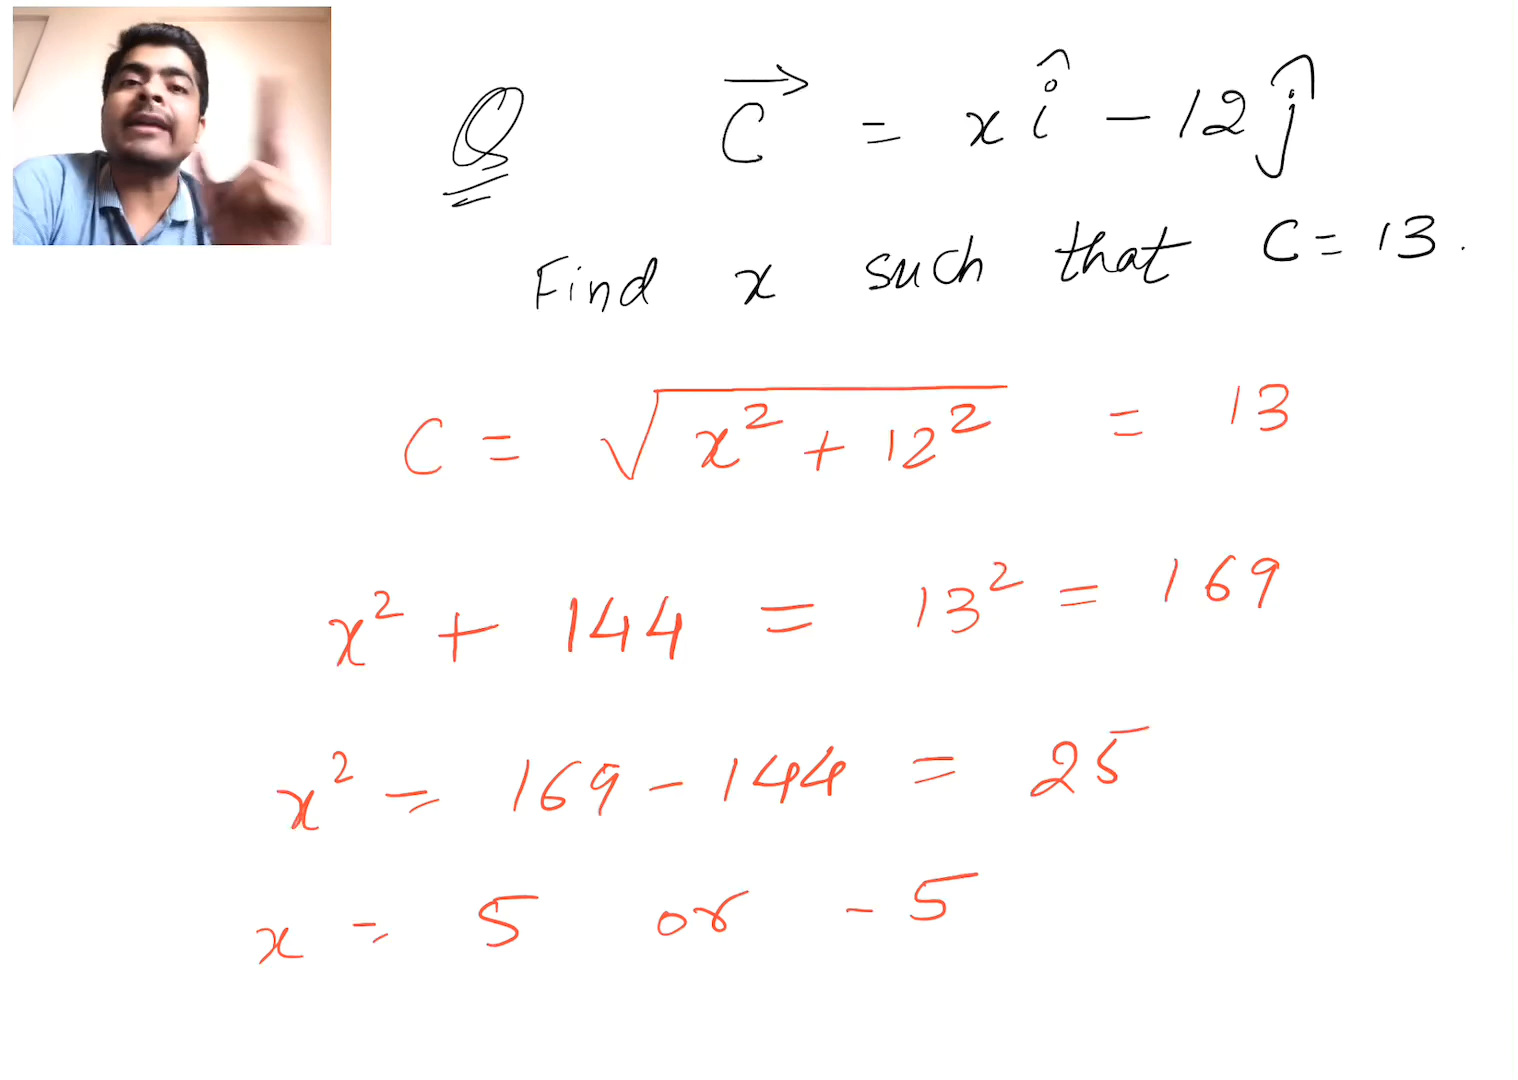 Q C⃗ = x î - 12 ĵ
Find x such that C = 13.
C = √(x² + 12²) = 13
x² + 144 = 13² = 169
x² = 169 - 144 = 25
x = 5 or - 5